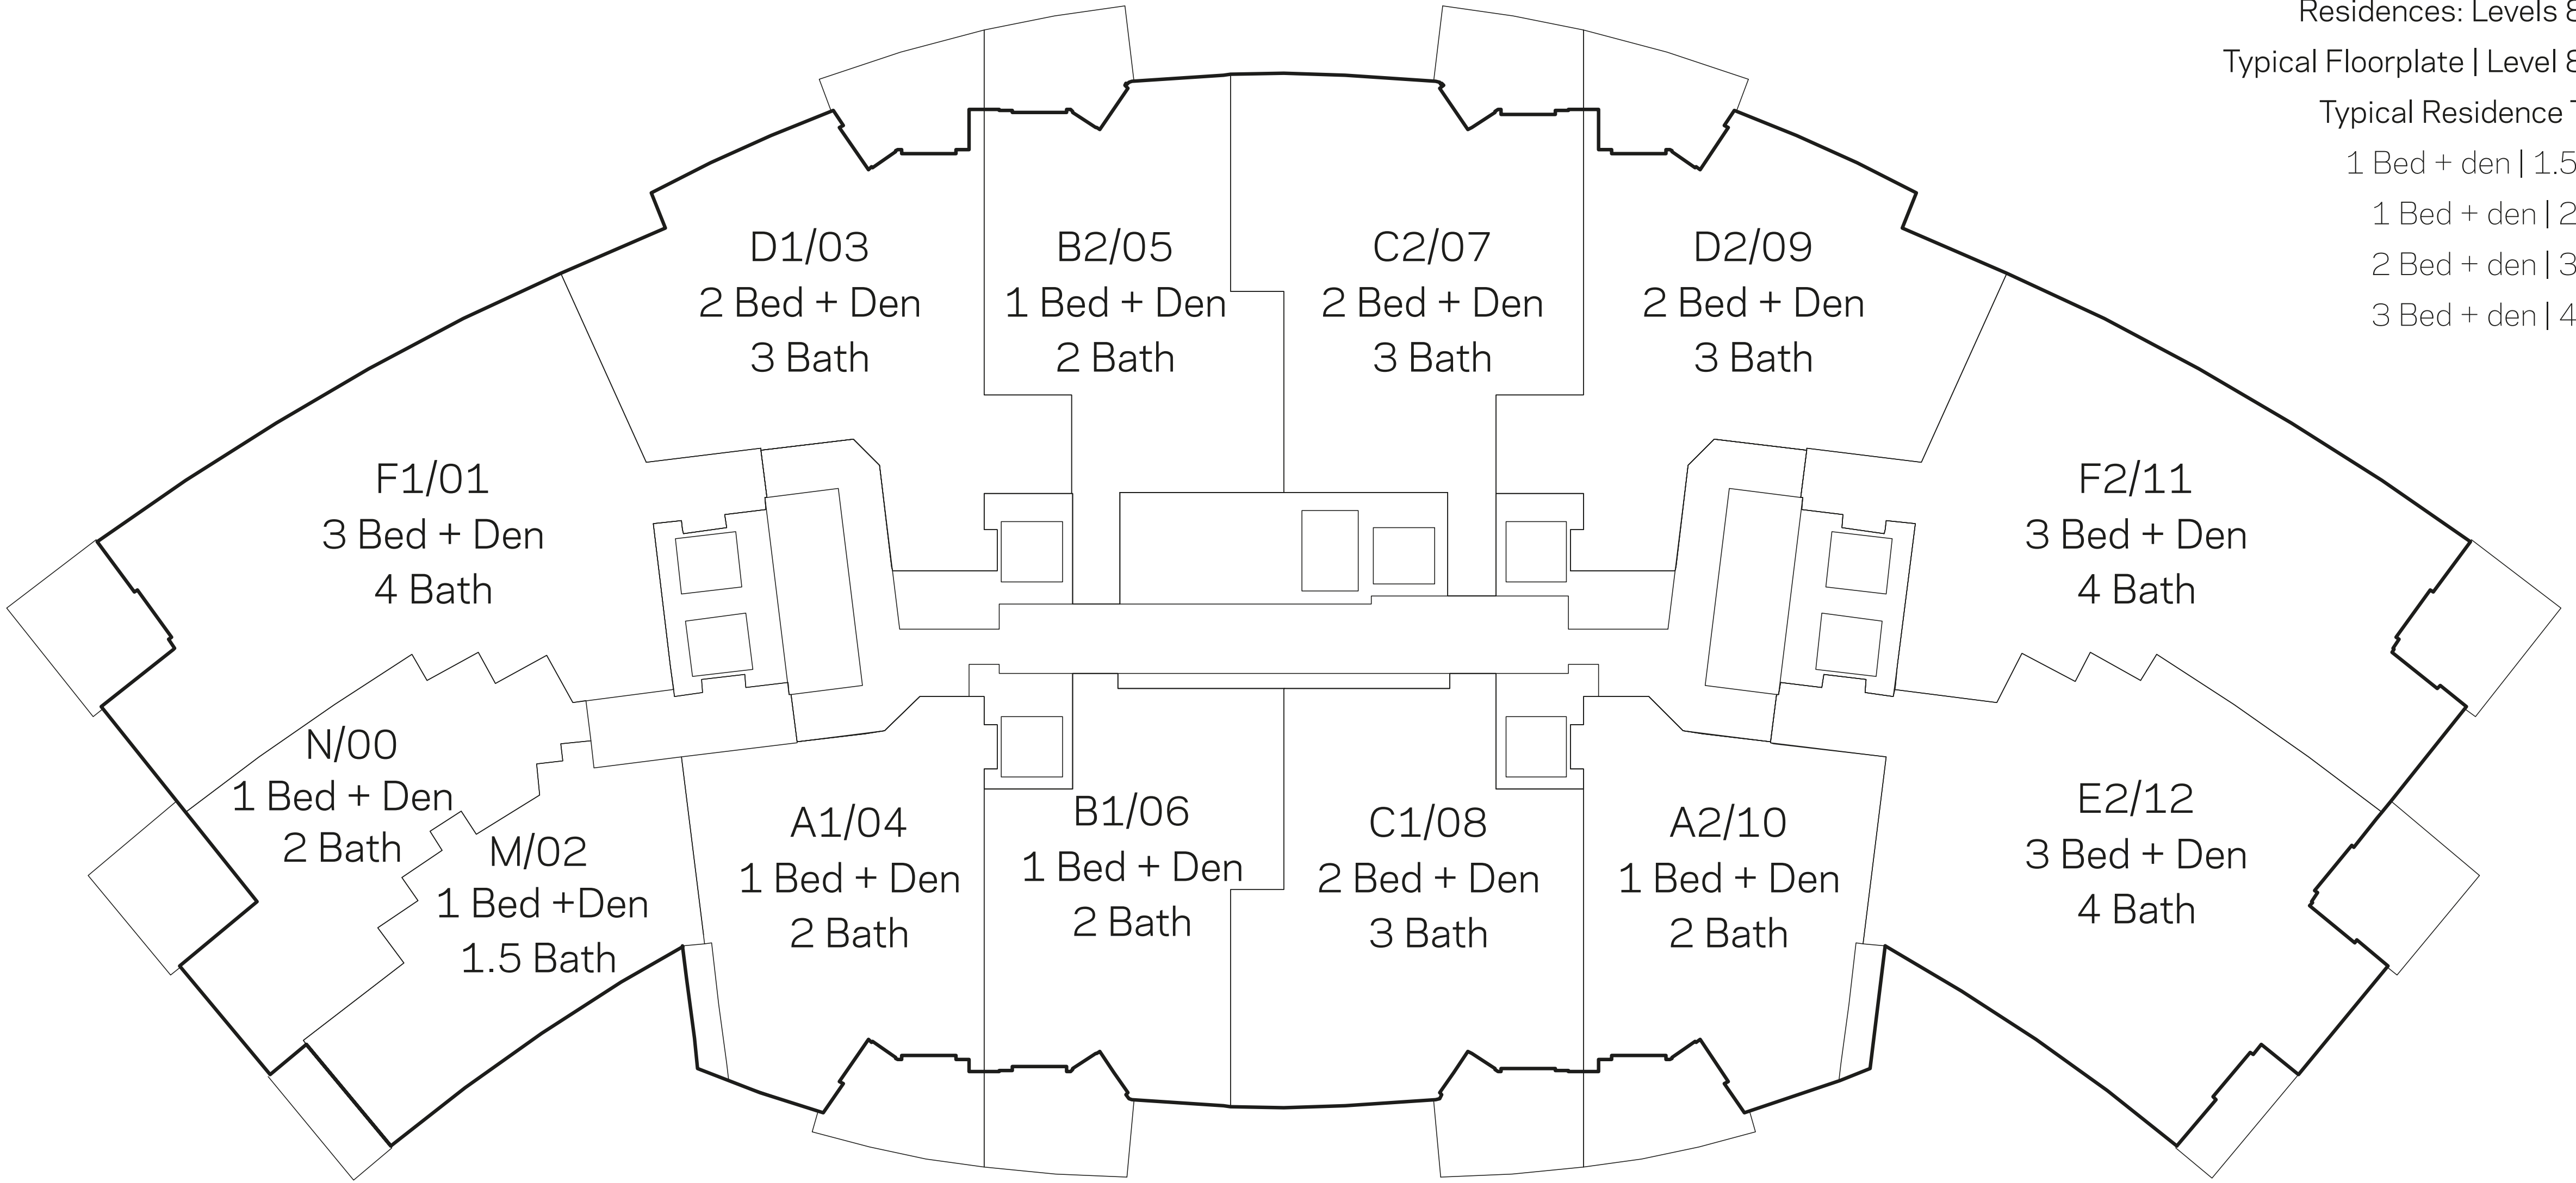 Residences: Levels 8
Typical Floorplate | Level 8
Typical Residence
1 Bed + den | 1.5
1 Bed + den | 2
2 Bed + den | 3
3 Bed + den | 4
D1/03
2 Bed + Den
3 Bath
B2/05
1 Bed + Den
2 Bath
C2/07
2 Bed + Den
3 Bath
D2/09
2 Bed + Den
3 Bath
F1/01
3 Bed + Den
4 Bath
F2/11
3 Bed + Den
4 Bath
N/00
1 Bed + Den
2 Bath
M/02
1 Bed +Den
1.5 Bath
A1/04
1 Bed + Den
2 Bath
B1/06
1 Bed + Den
2 Bath
C1/08
2 Bed + Den
3 Bath
A2/10
1 Bed + Den
2 Bath
E2/12
3 Bed + Den
4 Bath